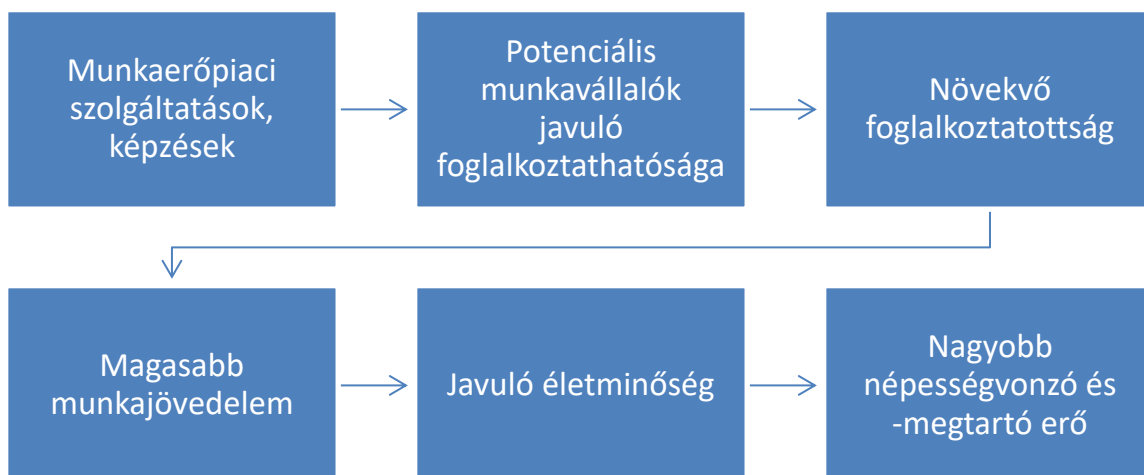 Munkaerőpiaci
szolgáltatások,
képzések
Potenciális
munkavállalók
javuló
foglalkoztathatósága
Növekvő
foglalkoztatottság
Magasabb
munkajövedelem
Javuló életminőség
Nagyobb
népességvonzó és
-megtartó erő